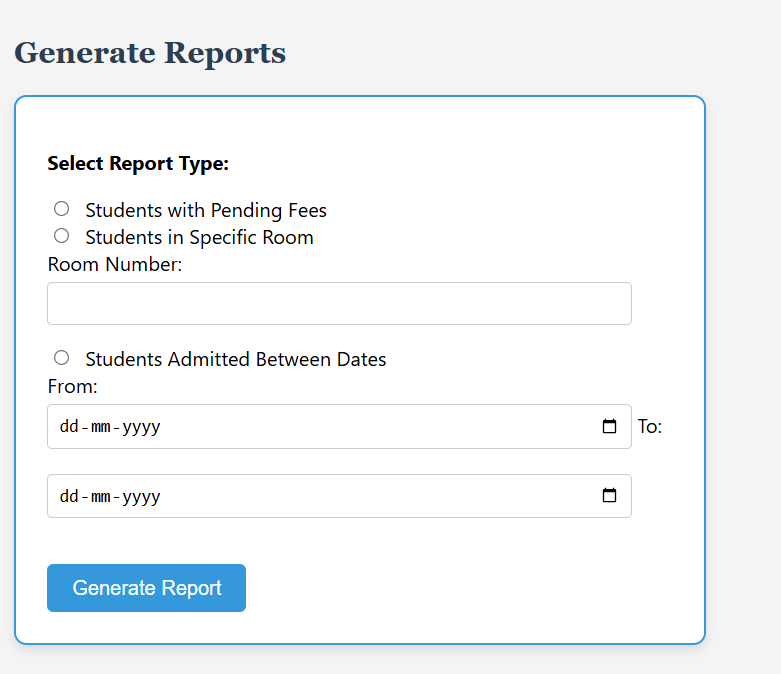 Generate Reports
Select Report Type:
Students with Pending Fees
Students in Specific Room
Room Number:
Students Admitted Between Dates
From:
dd-mm-yyyy To:
dd-mm-yyyy
Generate Report